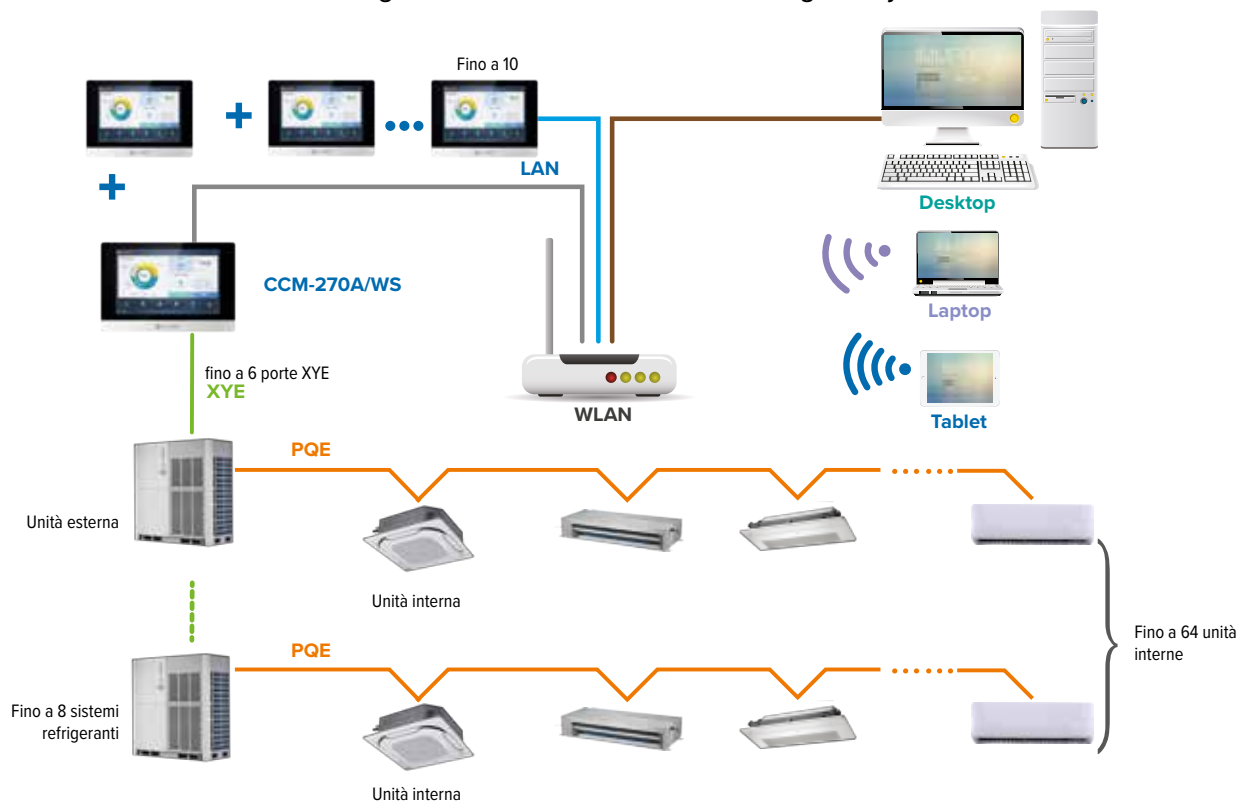 Fino a 10
LAN
Desktop
CCM-270A/WS
Laptop
fino a 6 porte XYE
XYE
WLAN
Tablet
PQE
Unità esterna
Unità interna
Fino a 64 unità
interne
PQE
Fino a 8 sistemi
refrigeranti
Unità interna